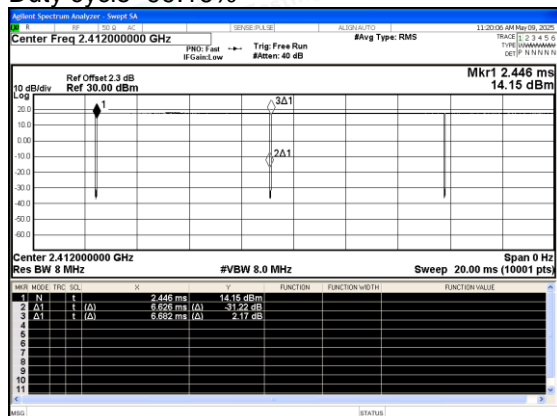 Agilent Spectrum Analyzer - Swept SA
R RF 50 Ω AC SENSE:PULSE ALIGN AUTO 11:20:06 AM May 09, 2025
Center Freq 2.412000000 GHz #Avg Type: RMS TRACE 1 2 3 4 5 6
PNO: Fast Trig: Free Run TYPE
IFGain:Low #Atten: 40 dB DET P N N N N N
Mkr1 2.446 ms
Ref Offset 2.3 dB
10 dB/div Ref 30.00 dBm 14.15 dBm
Log
20.0
10.0
0.00
-10.0
-20.0
-30.0
-40.0
-50.0
-60.0
1
3Δ1
2Δ1
Center 2.412000000 GHz Span 0 Hz
Res BW 8 MHz #VBW 8.0 MHz Sweep 20.00 ms (10001 pts)
MKR MODE TRC SCL X Y FUNCTION FUNCTION WIDTH FUNCTION VALUE
1 N t 2.446 ms 14.15 dBm
2 Δ1 t (Δ) 6.626 ms (Δ) -31.22 dB
3 Δ1 t (Δ) 6.682 ms (Δ) 2.17 dB
4
5
6
7
8
9
10
11
MSG STATUS